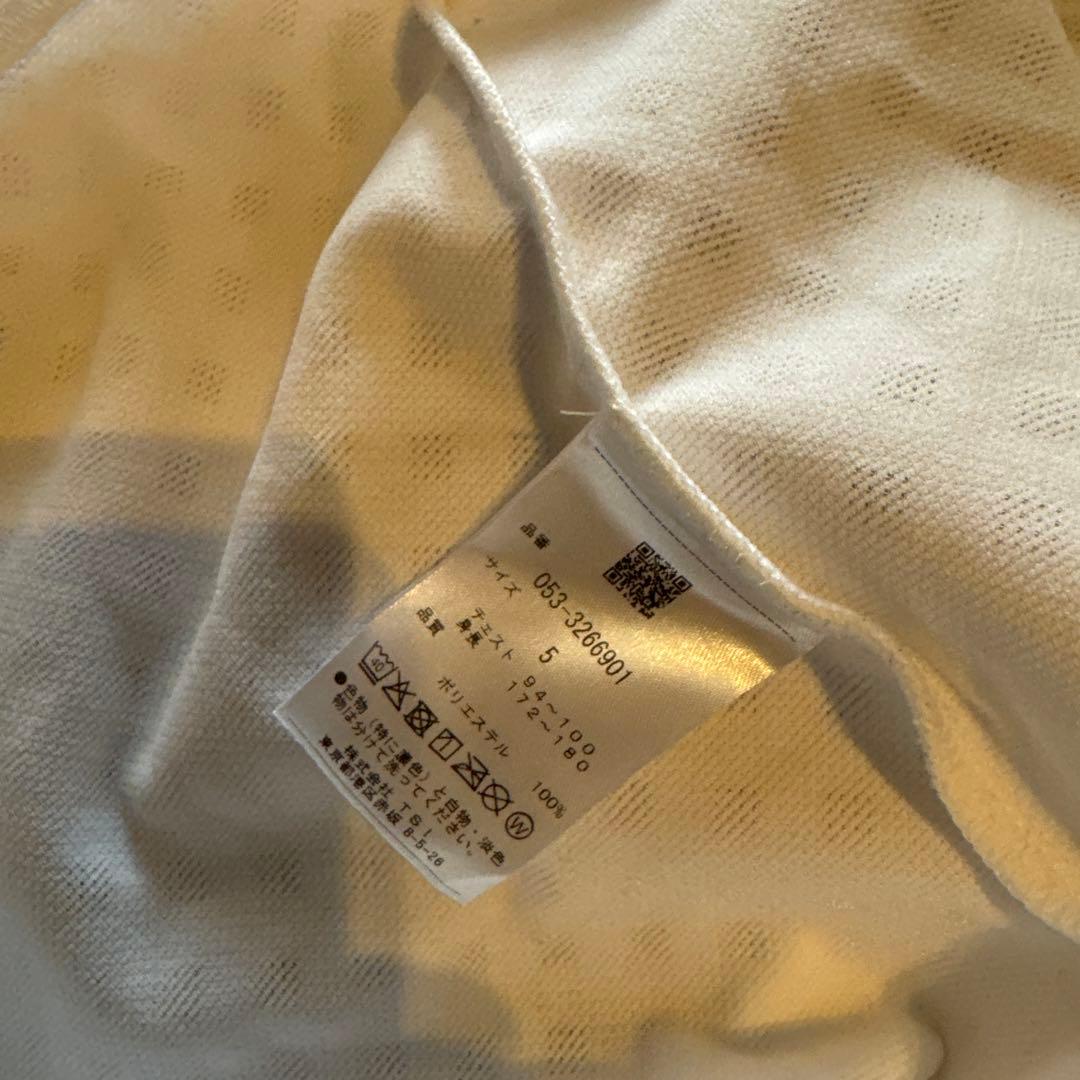 品番 053-3266901
サイズ 5
チェスト 94～100
身長 172～180
品質 ポリエステル 100%
40
W
●色物（特に濃色）と白物・淡色
物は分けて洗ってください。
株式会社 TSI
東京都港区赤坂 8-5-26